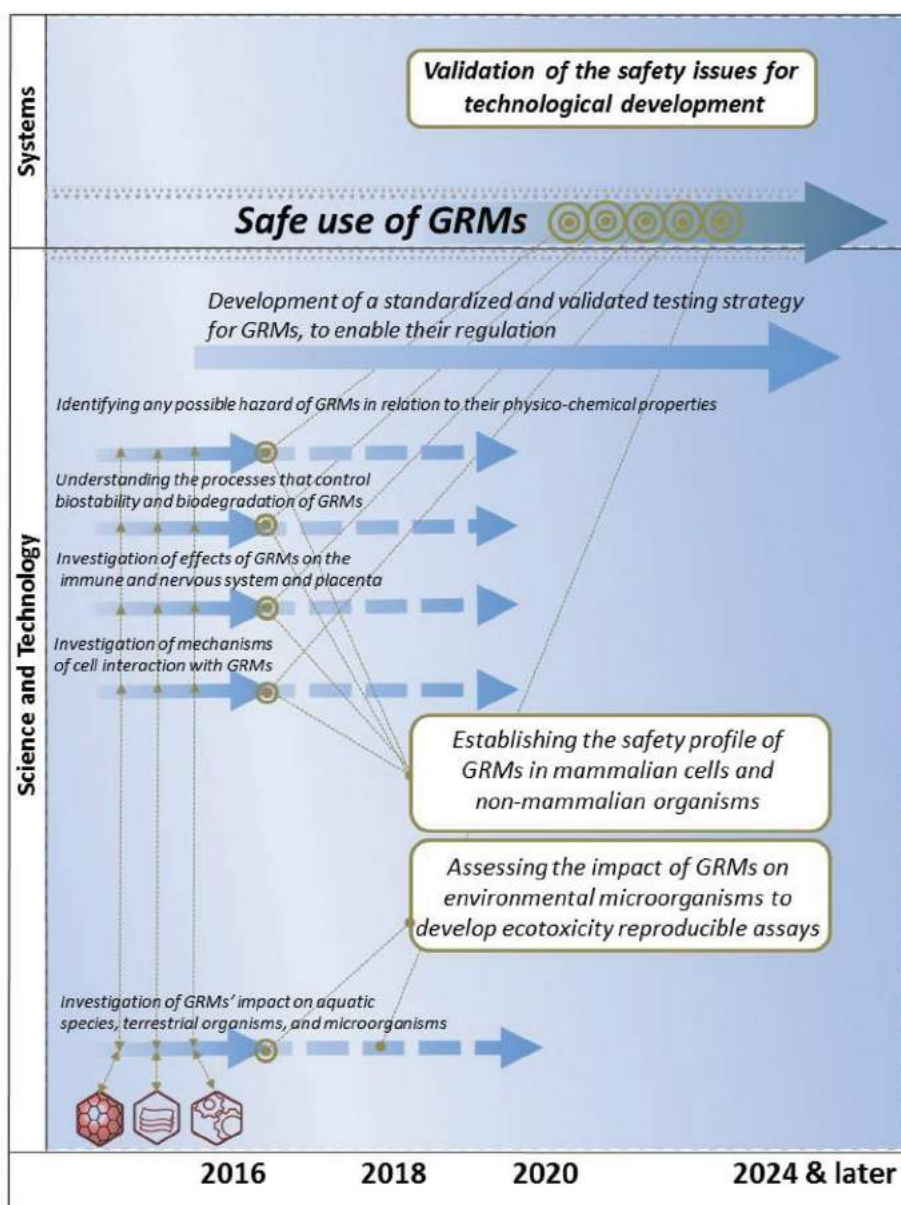 Systems
Validation of the safety issues for
technological development
Safe use of GRMs
Science and Technology
Development of a standardized and validated testing strategy
for GRMs, to enable their regulation
Identifying any possible hazard of GRMs in relation to their physico-chemical properties
Understanding the processes that control
biostability and biodegradation of GRMs
Investigation of effects of GRMs on the
immune and nervous system and placenta
Investigation of mechanisms
of cell interaction with GRMs
Establishing the safety profile of
GRMs in mammalian cells and
non-mammalian organisms
Assessing the impact of GRMs on
environmental microorganisms to
develop ecotoxicity reproducible assays
Investigation of GRMs' impact on aquatic
species, terrestrial organisms, and microorganisms
2016 2018 2020 2024 & later